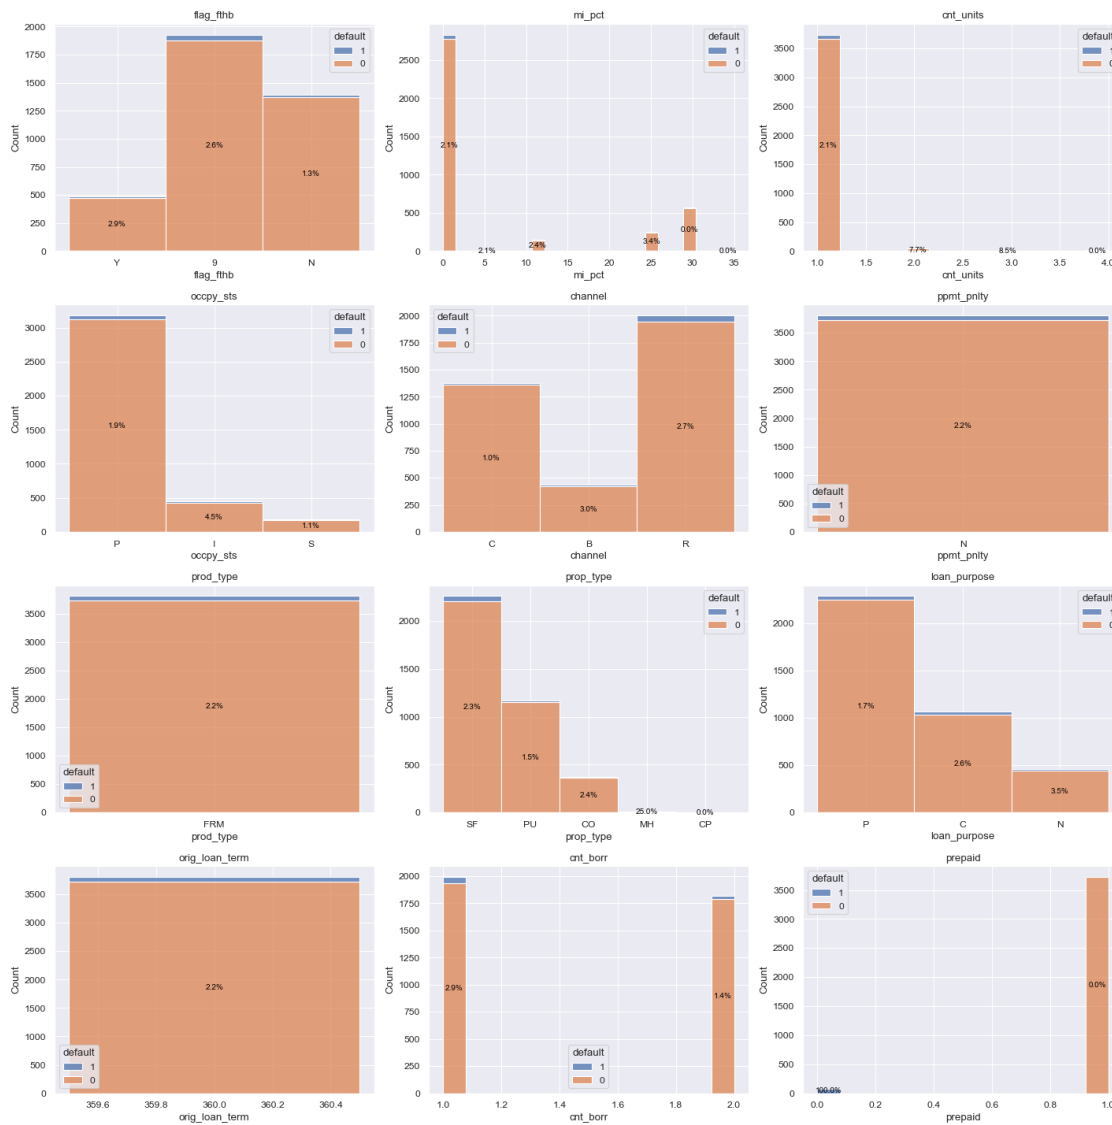 flag_fthb
2000
1750
1500
1250
1000
750
500
250
0
Count
default
1
0
2.9%
2.6%
1.3%
Y 9 N
flag_fthb
mi_pct
2500
2000
1500
1000
500
0
Count
default
1
0
2.1%
2.1%
2.4%
3.4%
0.0%
0.0%
0 5 10 15 20 25 30 35
mi_pct
cnt_units
3500
3000
2500
2000
1500
1000
500
0
Count
default
1
0
2.1%
7.7%
8.5%
0.0%
1.0 1.5 2.0 2.5 3.0 3.5 4.0
cnt_units
occpy_sts
3000
2500
2000
1500
1000
500
0
Count
default
1
0
1.9%
4.5%
1.1%
P I S
occpy_sts
channel
2000
1750
1500
1250
1000
750
500
250
0
Count
default
1
0
1.0%
3.0%
2.7%
C B R
channel
ppmt_pnlty
3500
3000
2500
2000
1500
1000
500
0
Count
2.2%
default
1
0
N
ppmt_pnlty
prod_type
3500
3000
2500
2000
1500
1000
500
0
Count
2.2%
default
1
0
FRM
prod_type
prop_type
2000
1500
1000
500
0
Count
default
1
0
2.3%
1.5%
2.4%
25.0%
0.0%
SF PU CO MH CP
prop_type
loan_purpose
2000
1500
1000
500
0
Count
default
1
0
1.7%
2.6%
3.5%
P C N
loan_purpose
orig_loan_term
3500
3000
2500
2000
1500
1000
500
0
Count
2.2%
default
1
0
359.6 359.8 360.0 360.2 360.4
orig_loan_term
cnt_borr
2000
1750
1500
1250
1000
750
500
250
0
Count
2.9%
1.4%
default
1
0
1.0 1.2 1.4 1.6 1.8 2.0
cnt_borr
prepaid
3500
3000
2500
2000
1500
1000
500
0
Count
default
1
0
100.0%
0.0%
0.0 0.2 0.4 0.6 0.8 1.0
prepaid